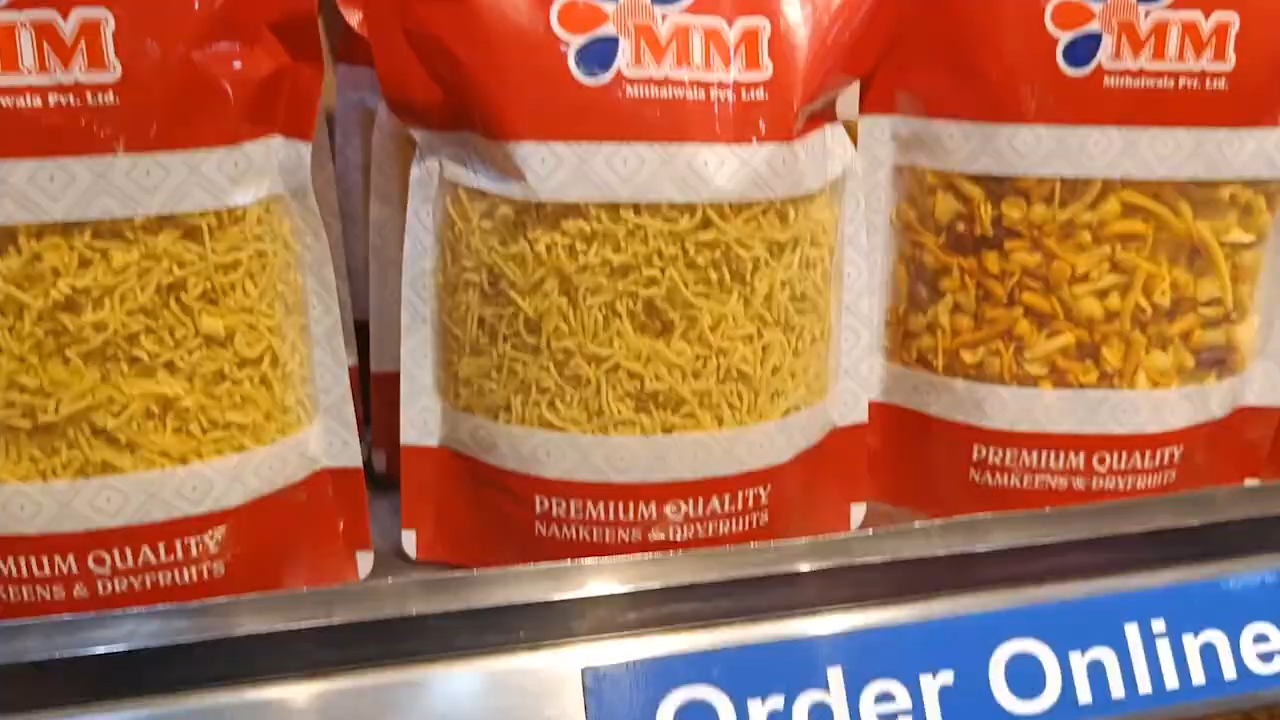 MM
wala Pvt. Ltd.
MIUM QUALITY
KEENS & DRYFRUITS
MM
Mithaiwala Pvt. Ltd.
PREMIUM QUALITY
NAMKEENS & DRYFRUITS
MM
Mithaiwala Pvt. Ltd.
PREMIUM QUALITY
NAMKEENS & DRYFRUITS
Order Online